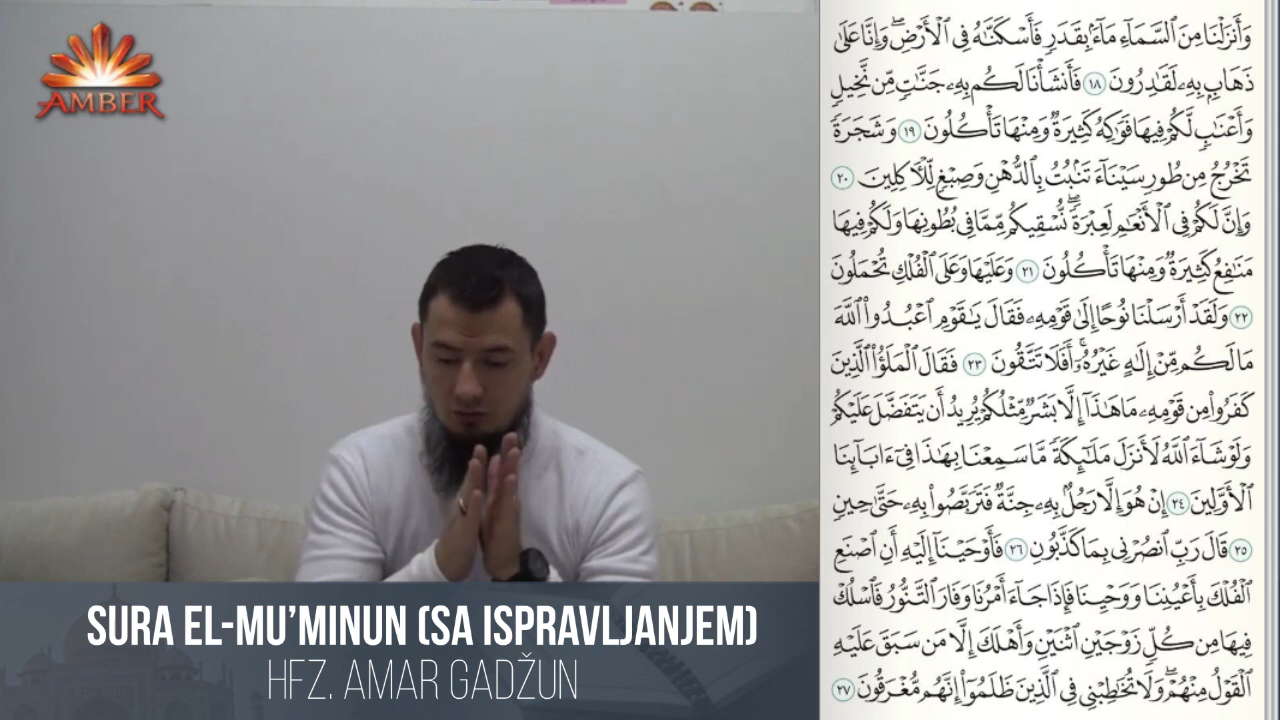 AMBER
وَأَنزَلْنَا مِنَ ٱلسَّمَآءِ مَآءًۢ بِقَدَرٍ فَأَسْكَنَّٰهُ فِى ٱلْأَرْضِ ۖ وَإِنَّا عَلَىٰ
ذَهَابٍۭ بِهِۦ لَقَٰدِرُونَ ١٨ فَأَنشَأْنَا لَكُم بِهِۦ جَنَّٰتٍ مِّن نَّخِيلٍ
وَأَعْنَٰبٍ لَّكُمْ فِيهَا فَوَٰكِهُ كَثِيرَةٌ وَمِنْهَا تَأْكُلُونَ ١٩ وَشَجَرَةً
تَخْرُجُ مِن طُورِ سَيْنَآءَ تَنۢبُتُ بِٱلدُّهْنِ وَصِبْغٍ لِّلْـَٔاكِلِينَ ٢٠
وَإِنَّ لَكُمْ فِى ٱلْأَنْعَٰمِ لَعِبْرَةً ۖ نُّسْقِيكُم مِّمَّا فِى بُطُونِهَا وَلَكُمْ فِيهَا
مَنَٰفِعُ كَثِيرَةٌ وَمِنْهَا تَأْكُلُونَ ٢١ وَعَلَيْهَا وَعَلَى ٱلْفُلْكِ تُحْمَلُونَ
٢٢ وَلَقَدْ أَرْسَلْنَا نُوحًا إِلَىٰ قَوْمِهِۦ فَقَالَ يَٰقَوْمِ ٱعْبُدُوا۟ ٱللَّهَ
مَا لَكُم مِّنْ إِلَٰهٍ غَيْرُهُۥٓ ۚ أَفَلَا تَتَّقُونَ ٢٣ فَقَالَ ٱلْمَلَؤُا۟ ٱلَّذِينَ
كَفَرُوا۟ مِن قَوْمِهِۦ مَا هَٰذَآ إِلَّا بَشَرٌ مِّثْلُكُمْ يُرِيدُ أَن يَتَفَضَّلَ عَلَيْكُمْ
وَلَوْ شَآءَ ٱللَّهُ لَأَنزَلَ مَلَٰٓئِكَةً مَّا سَمِعْنَا بِهَٰذَا فِىٓ ءَابَآئِنَا
ٱلْأَوَّلِينَ ٢٤ إِنْ هُوَ إِلَّا رَجُلٌۢ بِهِۦ جِنَّةٌ فَتَرَبَّصُوا۟ بِهِۦ حَتَّىٰ حِينٍ
٢٥ قَالَ رَبِّ ٱنصُرْنِى بِمَا كَذَّبُونِ ٢٦ فَأَوْحَيْنَآ إِلَيْهِ أَنِ ٱصْنَعِ
ٱلْفُلْكَ بِأَعْيُنِنَا وَوَحْيِنَا فَإِذَا جَآءَ أَمْرُنَا وَفَارَ ٱلتَّنُّورُ فَٱسْلُكْ
فِيهَا مِن كُلٍّ زَوْجَيْنِ ٱثْنَيْنِ وَأَهْلَكَ إِلَّا مَن سَبَقَ عَلَيْهِ
ٱلْقَوْلُ مِنْهُمْ ۖ وَلَا تُخَٰطِبْنِى فِى ٱلَّذِينَ ظَلَمُوٓا۟ إِنَّهُم مُّغْرَقُونَ ٢٧
SURA EL-MU'MINUN (SA ISPRAVLJANJEM)
HFZ. AMAR GADŽUN